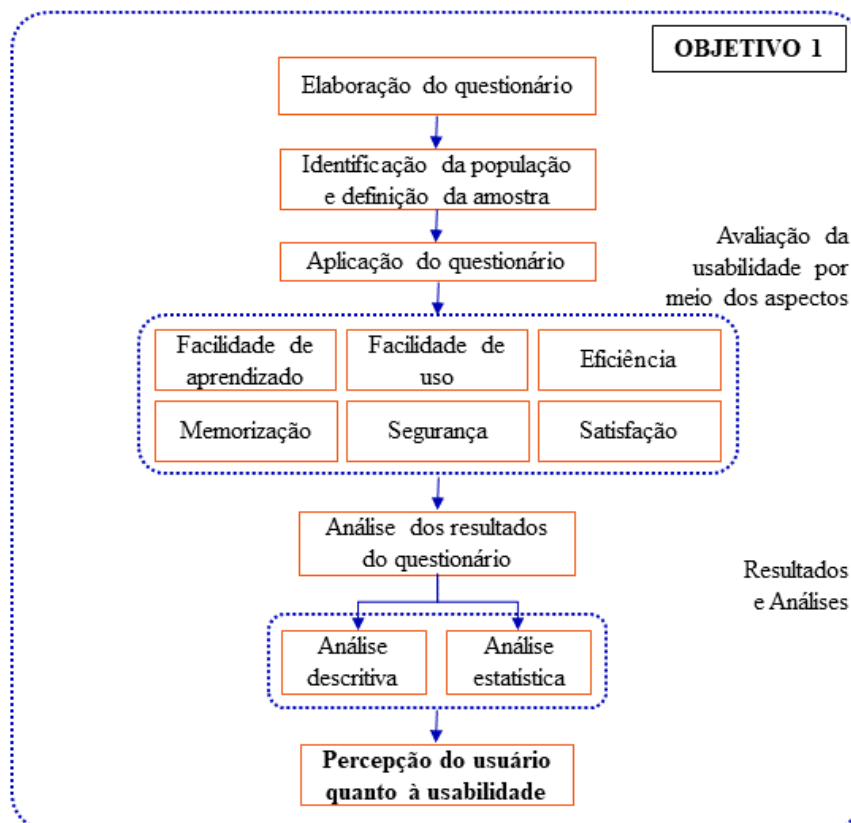 OBJETIVO 1
Elaboração do questionário
Identificação da população
e definição da amostra
Aplicação do questionário
Avaliação da
usabilidade por
meio dos aspectos
Facilidade de
aprendizado
Facilidade de
uso
Eficiência
Memorização
Segurança
Satisfação
Análise dos resultados
do questionário
Resultados
e Análises
Análise
descritiva
Análise
estatística
Percepção do usuário
quanto à usabilidade